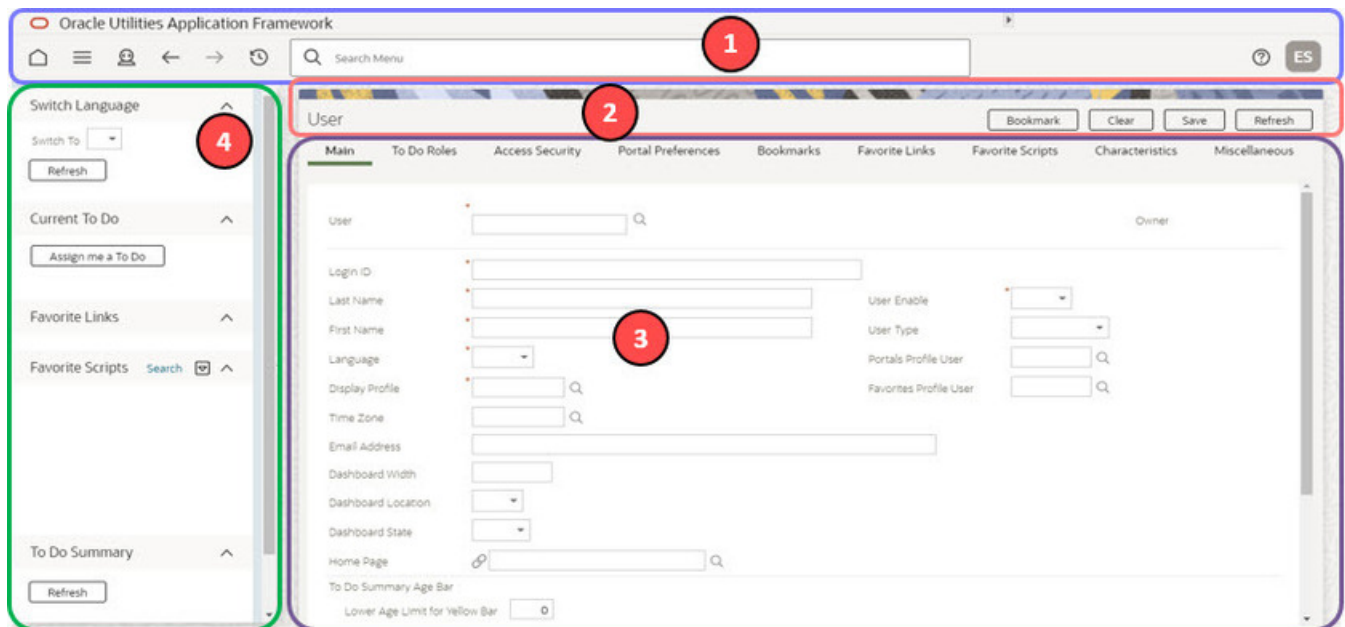 Oracle Utilities Application Framework
Search Menu
1
ES
Switch Language
4
Switch To
Refresh
Current To Do
Assign me a To Do
Favorite Links
Favorite Scripts Search
To Do Summary
Refresh
2
User
Bookmark Clear Save Refresh
Main To Do Roles Access Security Portal Preferences Bookmarks Favorite Links Favorite Scripts Characteristics Miscellaneous
User * Owner
Login ID *
Last Name * User Enable *
First Name * 3 User Type
Language * Portals Profile User
Display Profile * Favorites Profile User
Time Zone
Email Address
Dashboard Width
Dashboard Location
Dashboard State
Home Page
To Do Summary Age Bar
Lower Age Limit for Yellow Bar 0